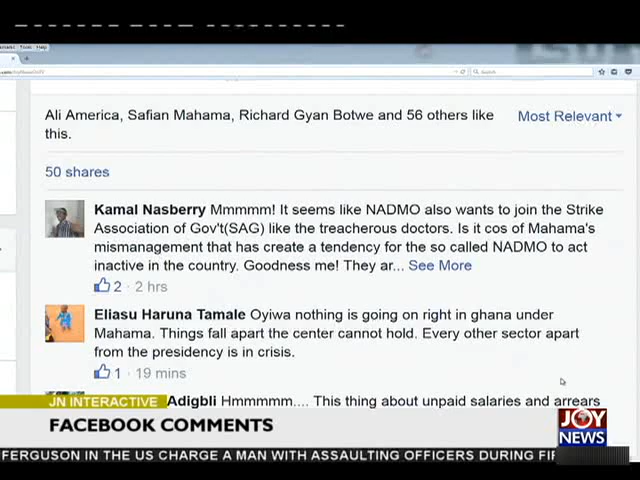 Tools Help
Search
Ali America, Safian Mahama, Richard Gyan Botwe and 56 others like
this.
Most Relevant
50 shares
Kamal Nasberry Mmmmm! It seems like NADMO also wants to join the Strike
Association of Gov't(SAG) like the treacherous doctors. Is it cos of Mahama's
mismanagement that has create a tendency for the so called NADMO to act
inactive in the country. Goodness me! They ar... See More
2 · 2 hrs
Eliasu Haruna Tamale Oyiwa nothing is going on right in ghana under
Mahama. Things fall apart the center cannot hold. Every other sector apart
from the presidency is in crisis.
1 · 19 mins
Adigbli Hmmmmm.... This thing about unpaid salaries and arrears
JN INTERACTIVE
FACEBOOK COMMENTS
JOY
NEWS
FERGUSON IN THE US CHARGE A MAN WITH ASSAULTING OFFICERS DURING FI